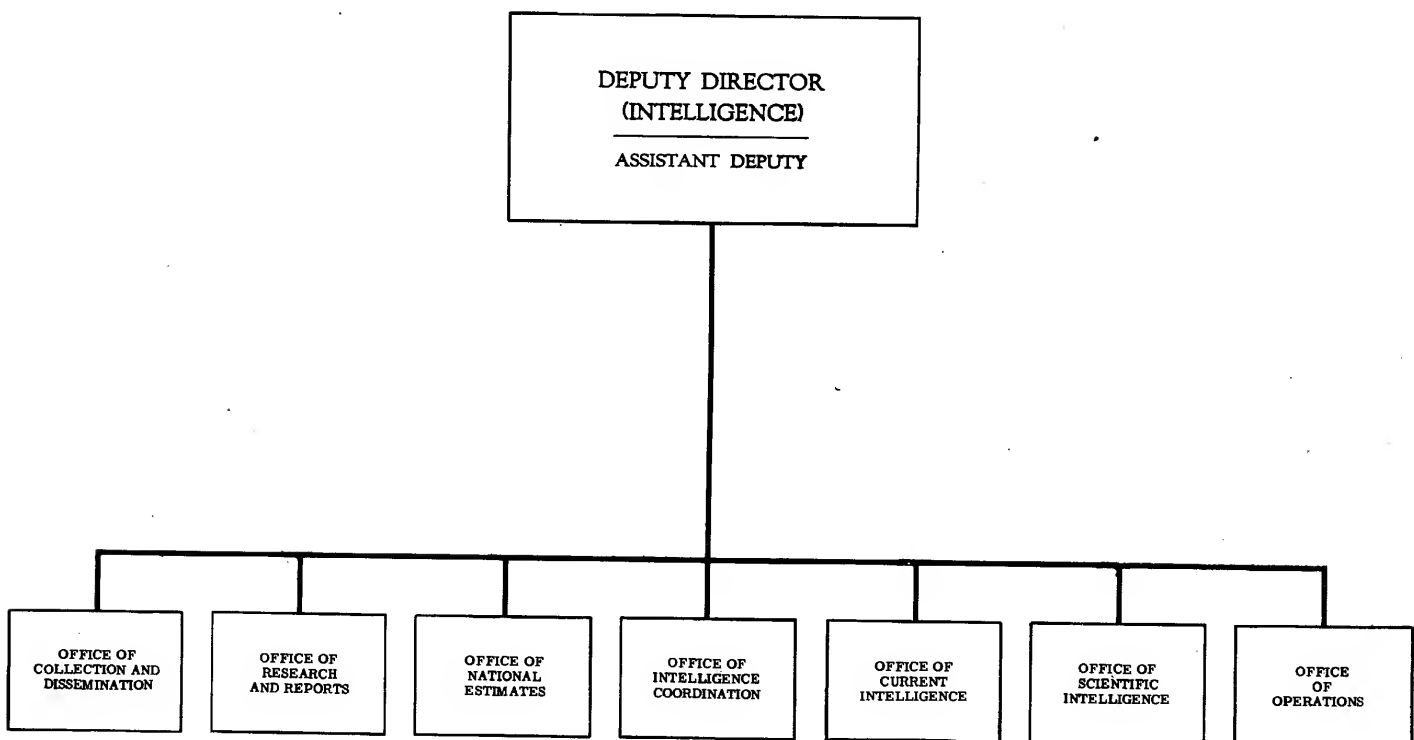 DEPUTY DIRECTOR
(INTELLIGENCE)
ASSISTANT DEPUTY
OFFICE OF
COLLECTION AND
DISSEMINATION
OFFICE OF
RESEARCH
AND REPORTS
OFFICE OF
NATIONAL
ESTIMATES
OFFICE OF
INTELLIGENCE
COORDINATION
OFFICE OF
CURRENT
INTELLIGENCE
OFFICE OF
SCIENTIFIC
INTELLIGENCE
OFFICE
OF
OPERATIONS